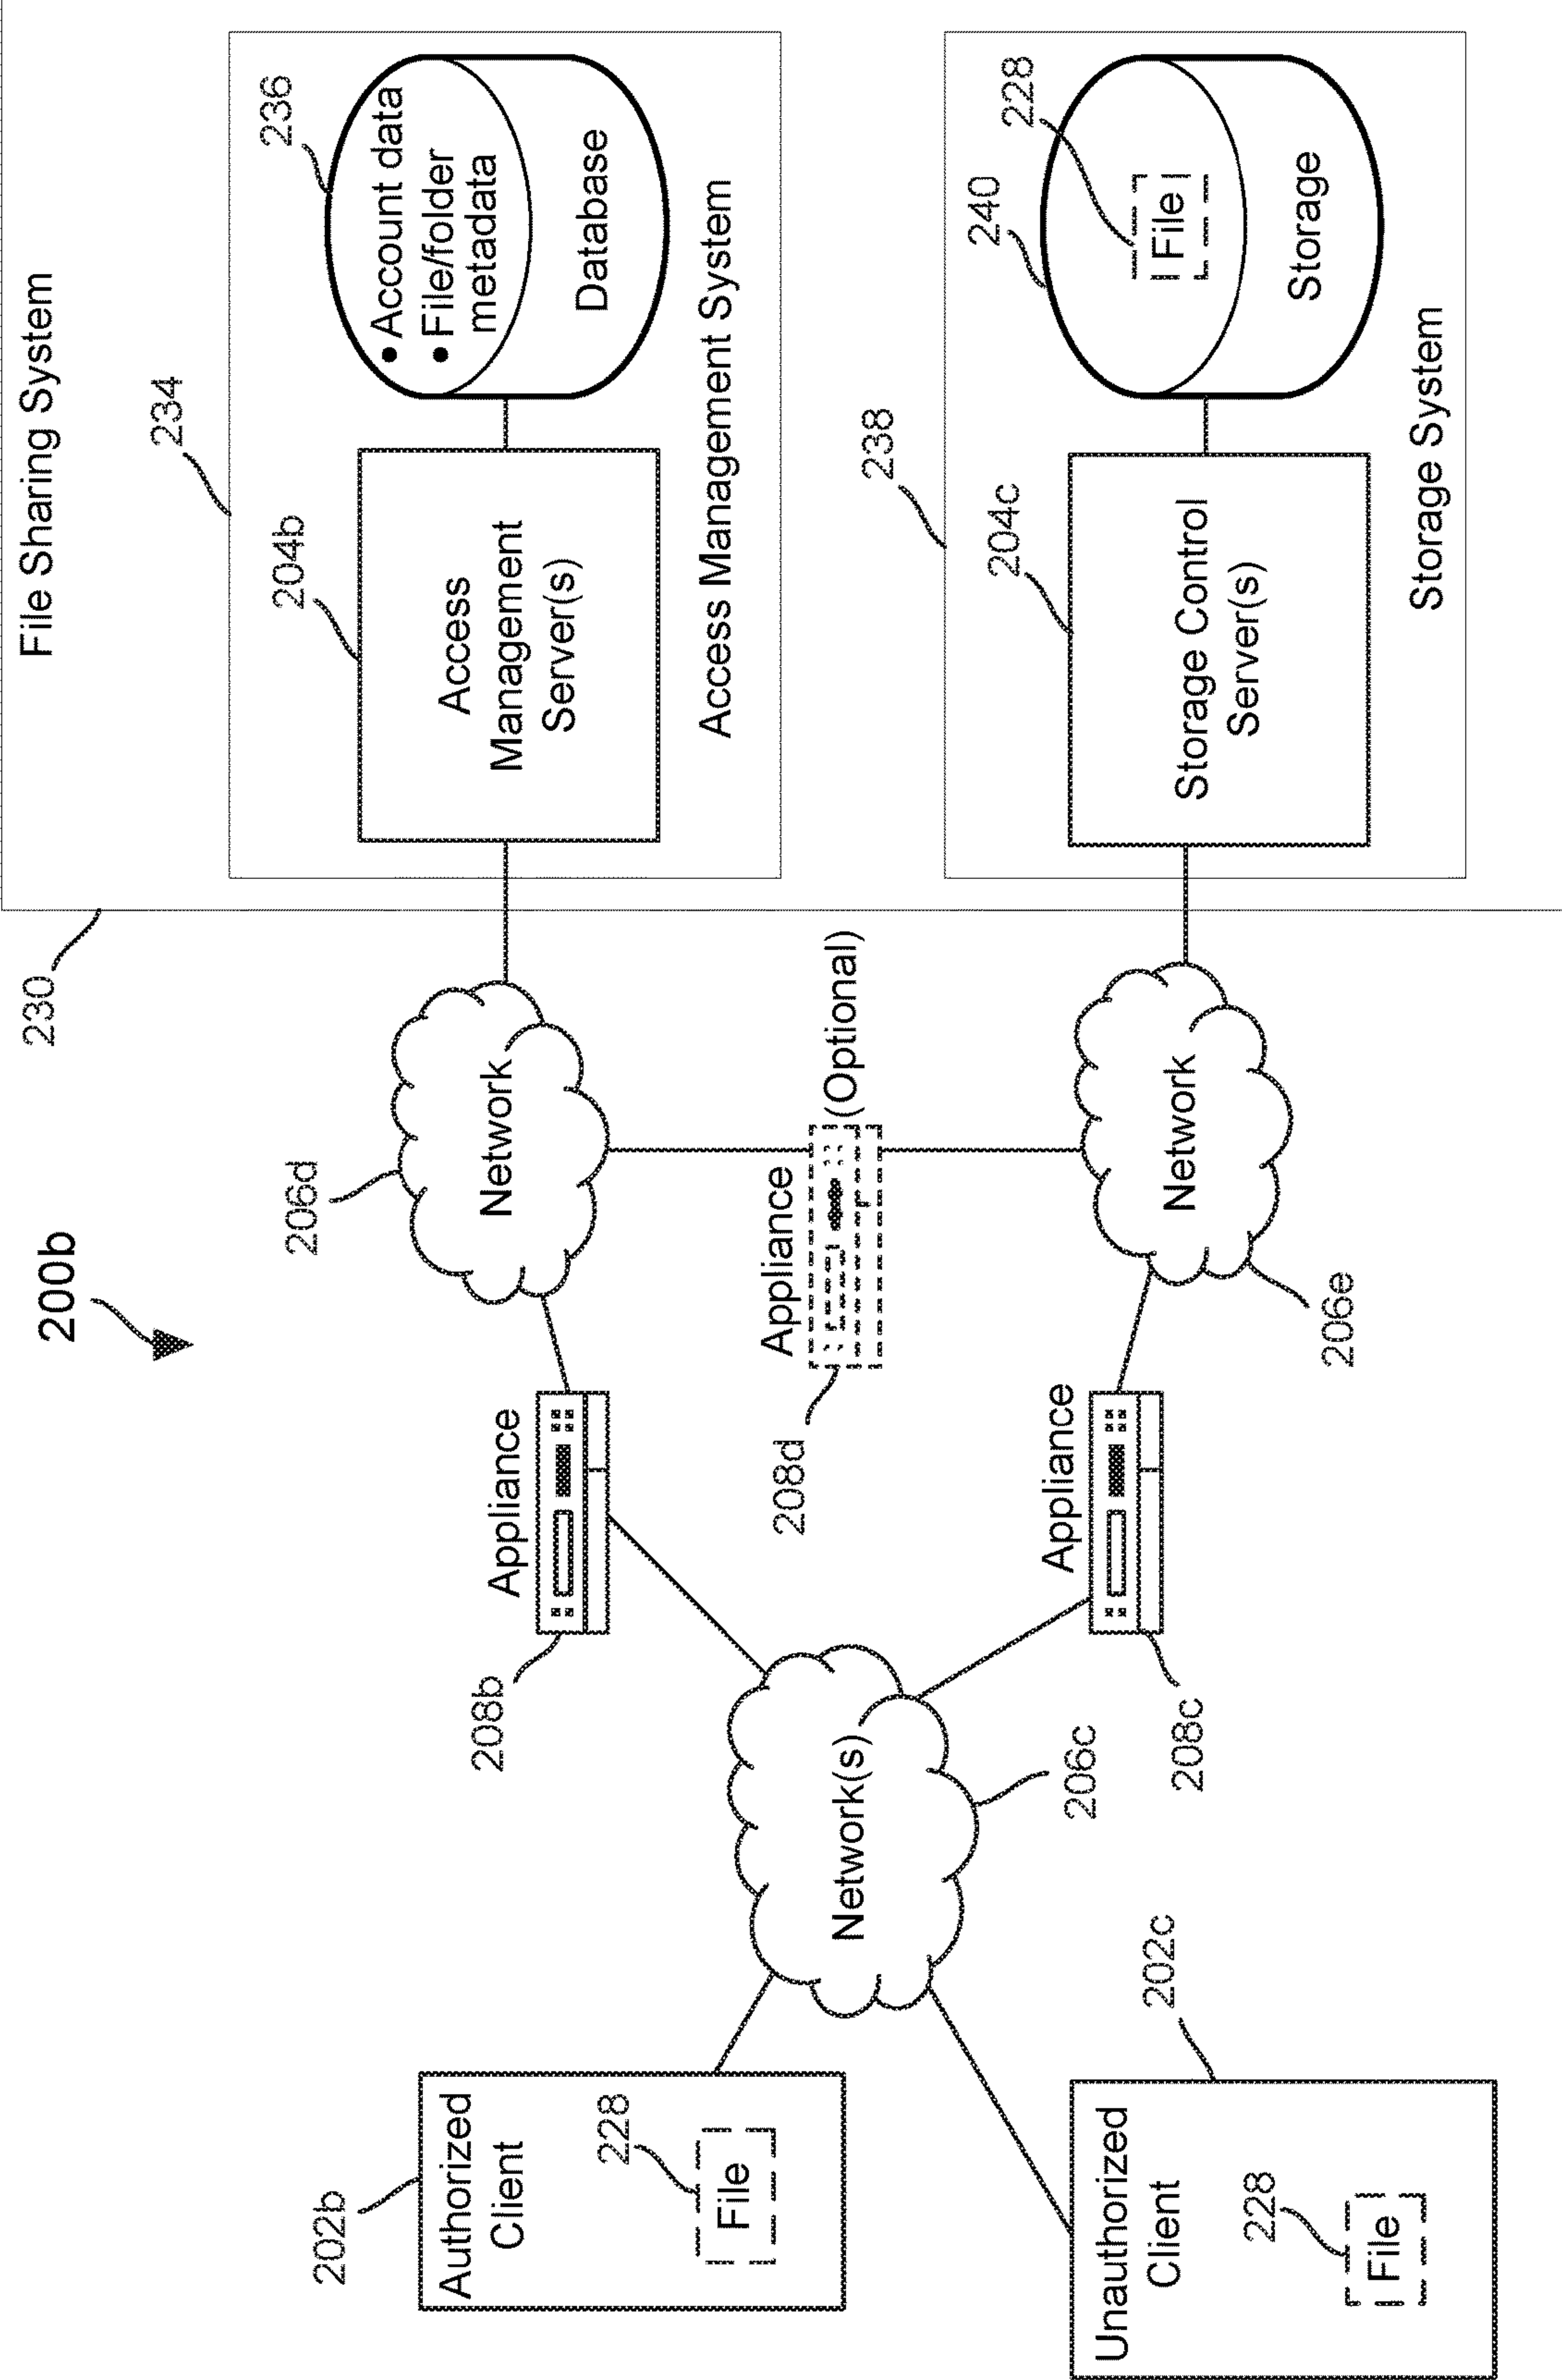 200b
230
File Sharing System
202b
Authorized
Client
228
File
208b
Appliance
206d
Network
234
204b
Access
Management
Server(s)
236
• Account data
• File/folder
metadata
Database
Access Management System
Network(s)
206c
208d
Appliance
(Optional)
202c
Unauthorized
Client
228
File
208c
Appliance
206e
Network
238
204c
Storage Control
Server(s)
240
228
File
Storage
Storage System